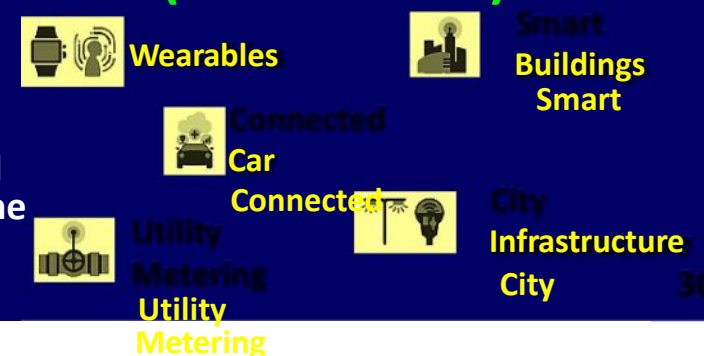 Wearables
Smart
Buildings
Smart
Connected
Car
Connected
City
Infrastructure
City
Utility
Metering
Utility
Metering